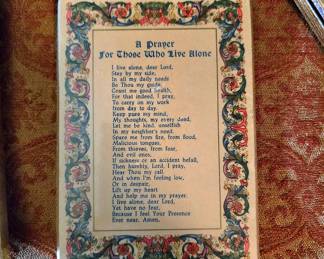 A Prayer
For Those Who Live Alone
I live alone, dear Lord,
Stay by my side,
In all my daily needs
Be Thou my guide.
Grant me good health,
For that indeed, I pray,
To carry on my work
from day to day.
Keep pure my mind,
My thoughts, my every deed,
Let me be kind, unselfish
In my neighbor's need.
Spare me from fire, from flood,
Malicious tongues,
From thieves, from fear,
And evil ones.
If sickness or an accident befall,
Then humbly, Lord, I pray,
Hear Thou my call.
And when I'm feeling low,
Or in despair,
Lift up my heart
And help me in my prayer.
I live alone, dear Lord,
Yet have no fear,
Because I feel Your Presence
Ever near. Amen.